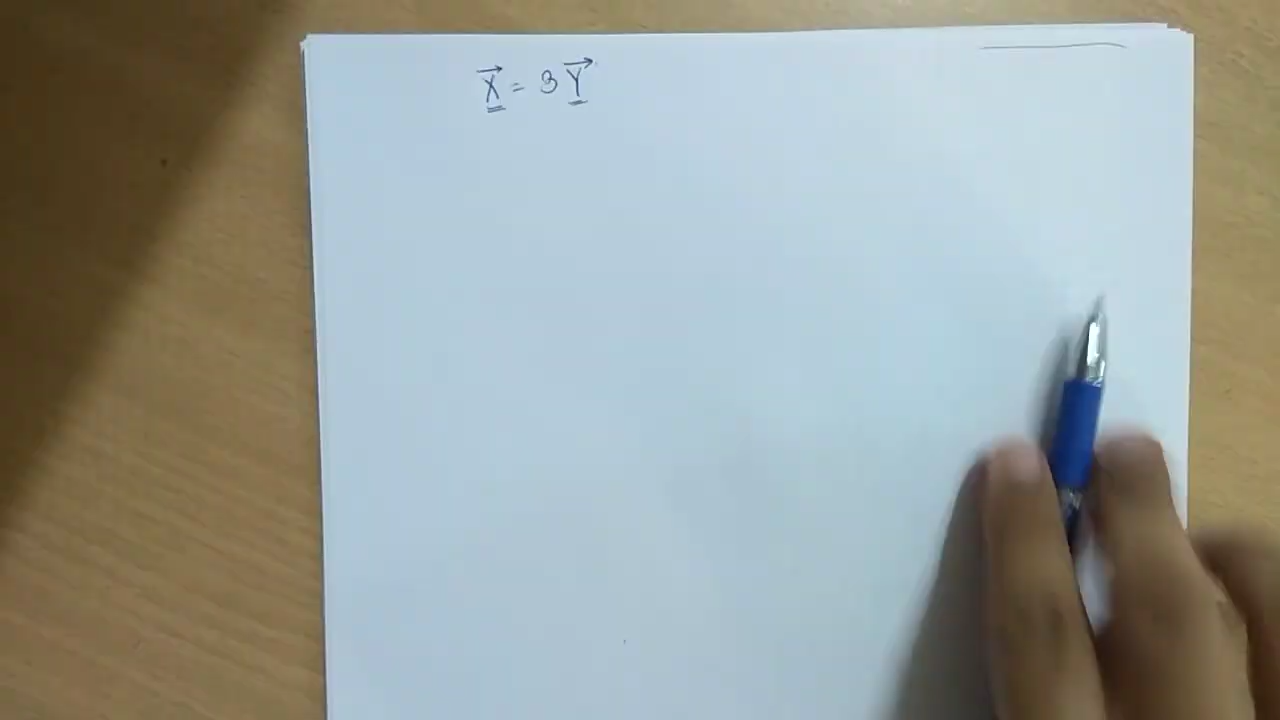 X⃗ = 3 Y⃗